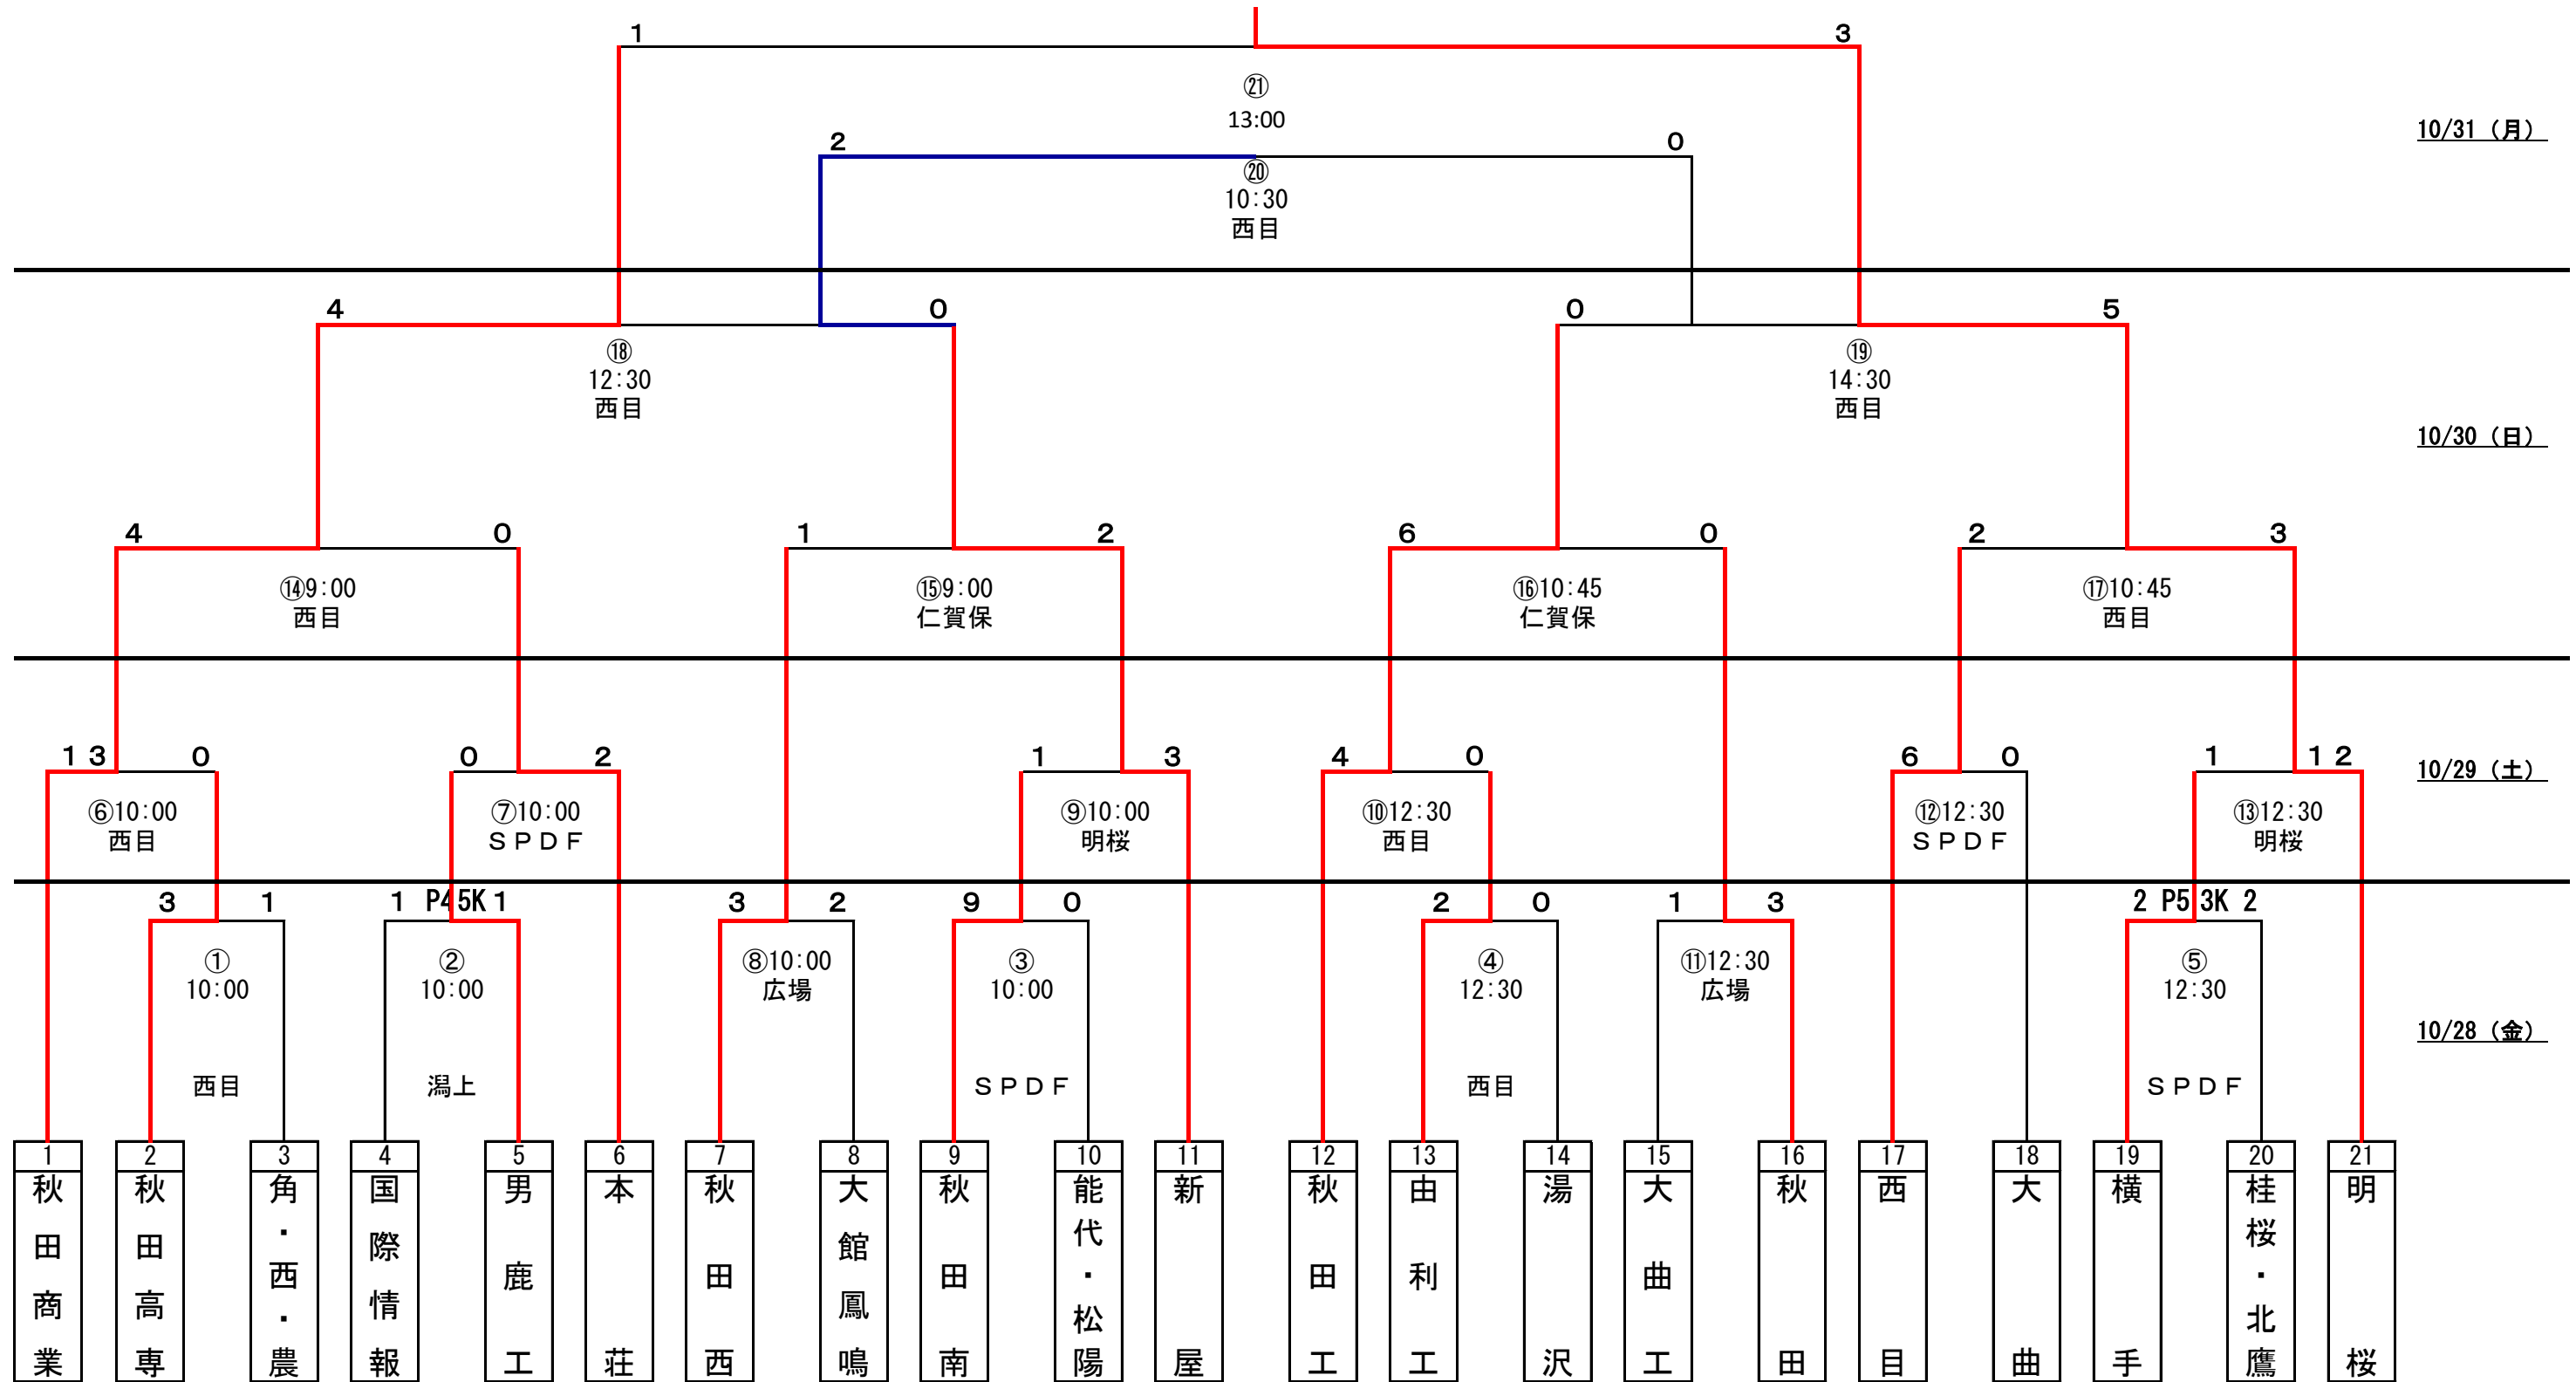 1 3
㉑
13:00
10/31（月）
2 0
⑳
10:30
西目
4 0 0 5
⑱ ⑲
12:30 14:30
西目 西目
10/30（日）
4 0 1 2 6 0 2 3
⑭9:00 ⑮9:00 ⑯10:45 ⑰10:45
西目 仁賀保 仁賀保 西目
13 0 0 2 1 3 4 0 6 0 1 12
10/29（土）
⑥10:00 ⑦10:00 ⑨10:00 ⑩12:30 ⑫12:30 ⑬12:30
西目 ＳＰＤＦ 明桜 西目 ＳＰＤＦ 明桜
3 1 1 P45K 1 3 2 9 0 2 0 1 3 2 P5 3K 2
① ② ⑧10:00 ③ ④ ⑪12:30 ⑤
10:00 10:00 広場 10:00 12:30 広場 12:30
10/28（金）
西目 潟上 ＳＰＤＦ 西目 ＳＰＤＦ
1 2 3 4 5 6 7 8 9 10 11 12 13 14 15 16 17 18 19 20 21
秋田商業
秋田高専
角・西・農
国際情報
男鹿工
本荘
秋田西
大館鳳鳴
秋田南
能代・松陽
新屋
秋田工
由利工
湯沢
大曲工
秋田
西目
大曲
横手
桂桜・北鷹
明桜